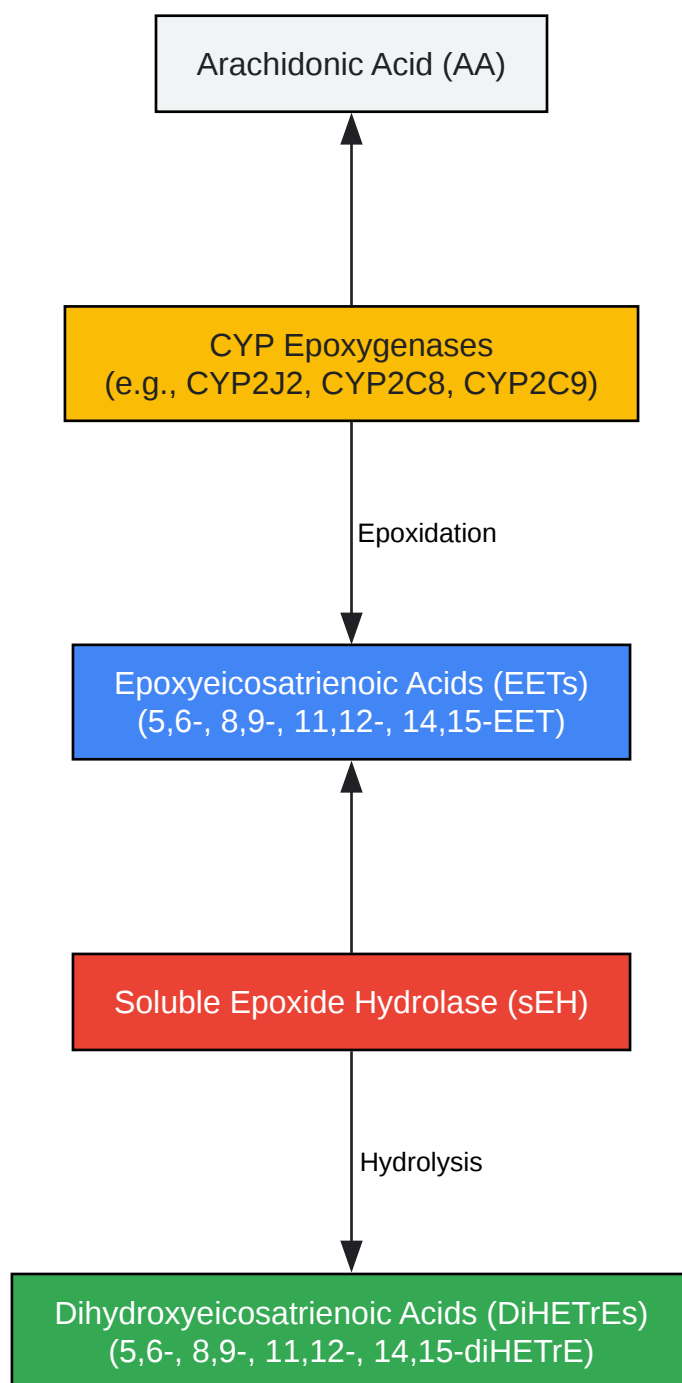 Arachidonic Acid (AA)
CYP Epoxygenases
(e.g., CYP2J2, CYP2C8, CYP2C9)
Epoxidation
Epoxyeicosatrienoic Acids (EETs)
(5,6-, 8,9-, 11,12-, 14,15-EET)
Soluble Epoxide Hydrolase (sEH)
Hydrolysis
Dihydroxyeicosatrienoic Acids (DiHETrEs)
(5,6-, 8,9-, 11,12-, 14,15-diHETrE)